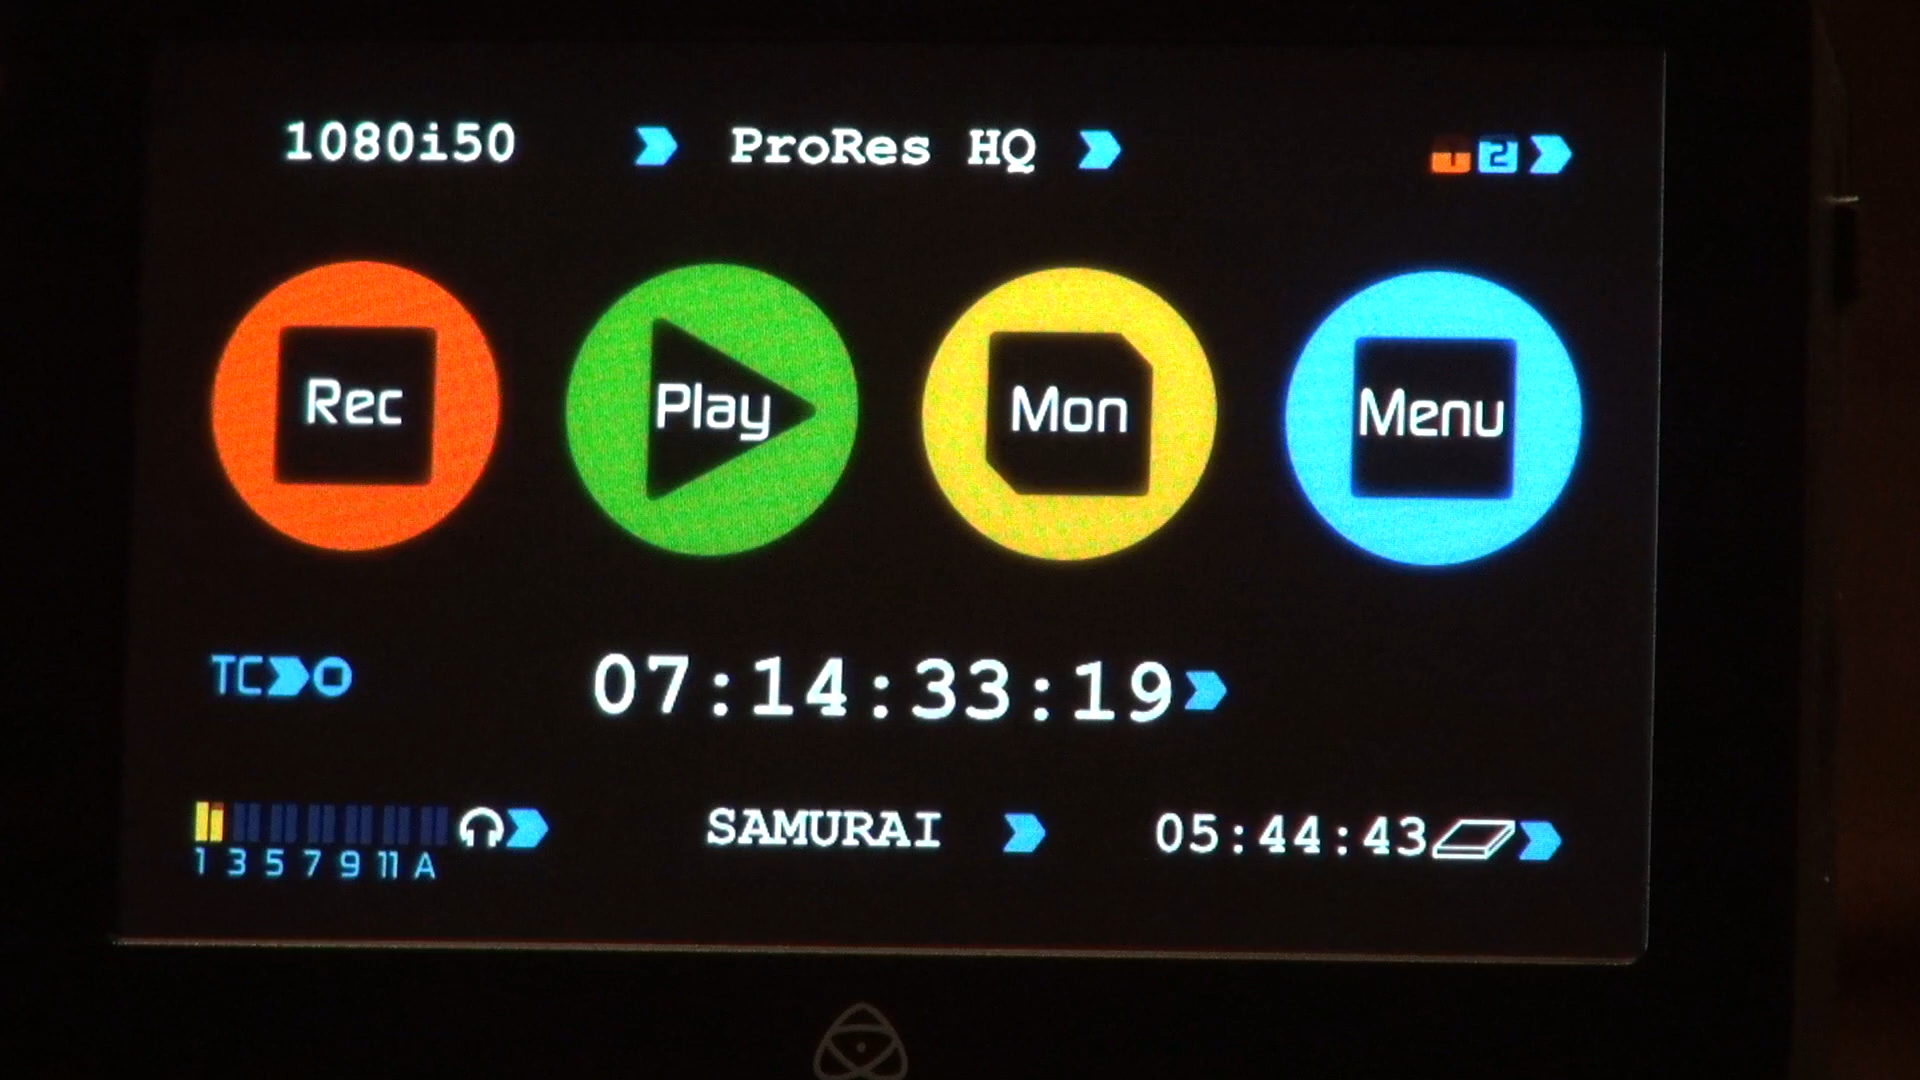 1080i50 ProRes HQ 1 2
Rec Play Mon Menu
TC 07:14:33:19
SAMURAI 05:44:43
1 3 5 7 9 11 A